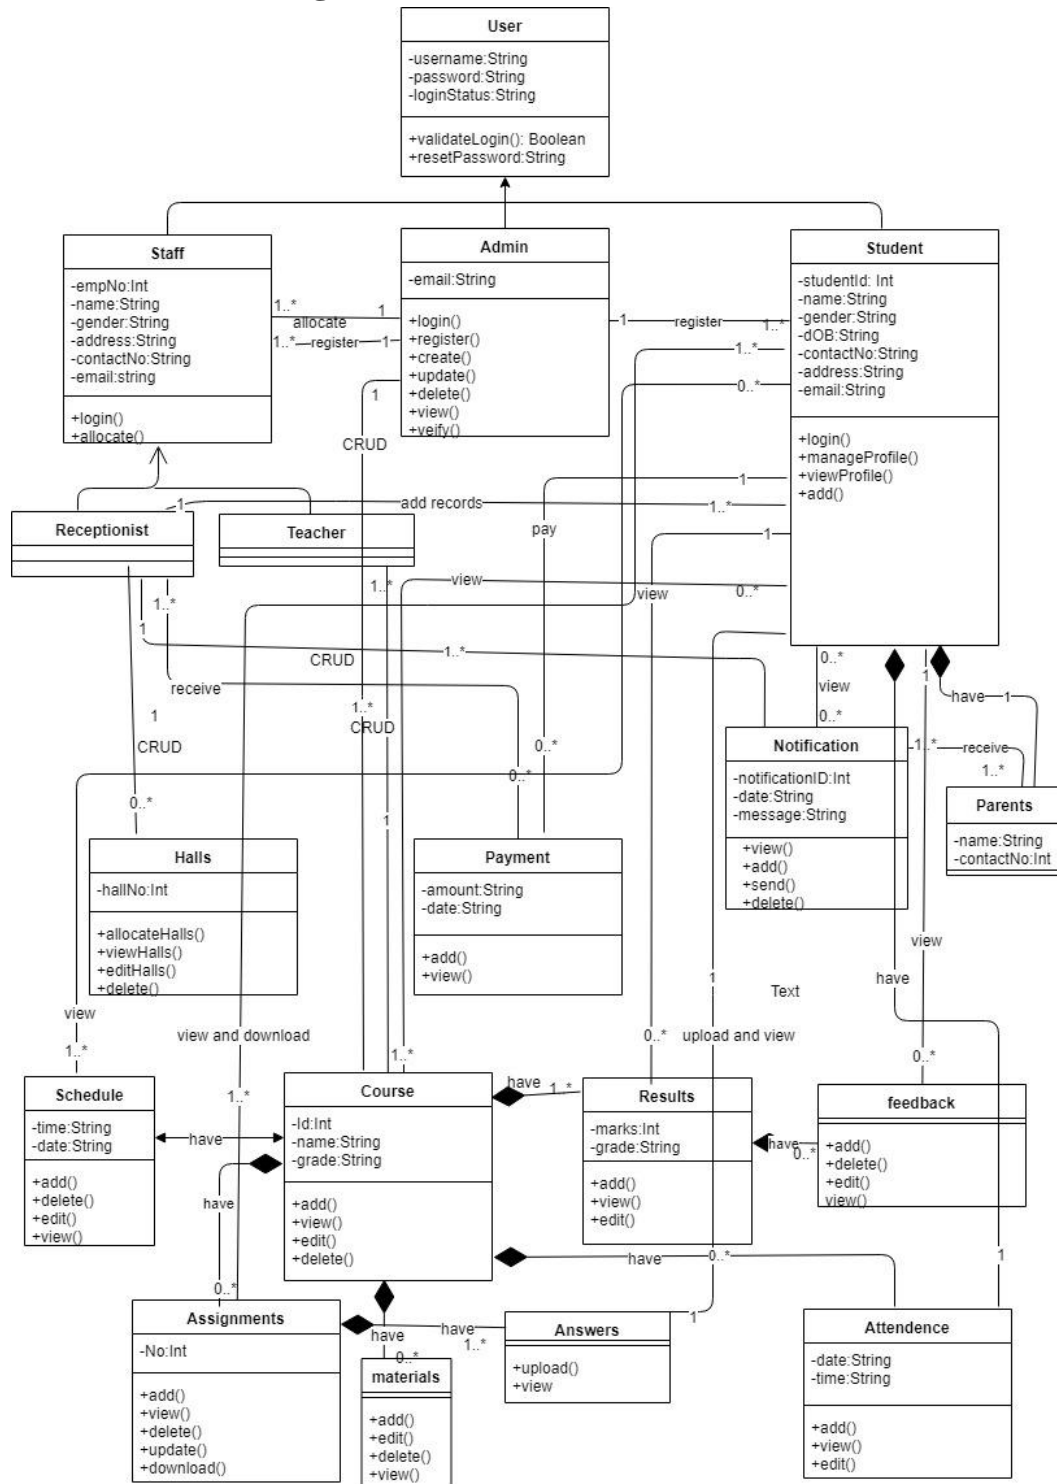 User
-username:String
-password:String
-loginStatus:String
+validateLogin(): Boolean
+resetPassword:String
Staff
-empNo:Int
-name:String
-gender:String
-address:String
-contactNo:String
-email:string
+login()
+allocate()
Admin
-email:String
+login()
+register()
+create()
+update()
+delete()
+view()
+veify()
Student
-studentId: Int
-name:String
-gender:String
-dOB:String
-contactNo:String
-address:String
-email:String
+login()
+manageProfile()
+viewProfile()
+add()
1..*
allocate
1
1..*
register
1
1
register
1..*
1..*
0..*
1
CRUD
1
add records
1..*
1
pay
1
Receptionist
Teacher
1..*
view
0..*
view
1..*
1
CRUD
1..*
receive
1..*
CRUD
1
CRUD
0..*
0..*
0..*
1
0..*
view
0..*
1
have
1
1..*
receive
1..*
Notification
-notificationID:Int
-date:String
-message:String
+view()
+add()
+send()
+delete()
Parents
-name:String
-contactNo:Int
Halls
-hallNo:Int
+allocateHalls()
+viewHalls()
+editHalls()
+delete()
Payment
-amount:String
-date:String
+add()
+view()
view
have
1
Text
view
1..*
view and download
1..*
1..*
0..*
upload and view
0..*
Schedule
-time:String
-date:String
+add()
+delete()
+edit()
+view()
have
Course
-Id:Int
-name:String
-grade:String
+add()
+view()
+edit()
+delete()
have
1..*
Results
-marks:Int
-grade:String
+add()
+view()
+edit()
have
0..*
feedback
+add()
+delete()
+edit()
view()
have
0..*
have
0..*
1
Assignments
-No:Int
+add()
+view()
+delete()
+update()
+download()
have
0..*
have
1..*
materials
+add()
+edit()
+delete()
+view()
Answers
+upload()
+view
1
Attendence
-date:String
-time:String
+add()
+view()
+edit()